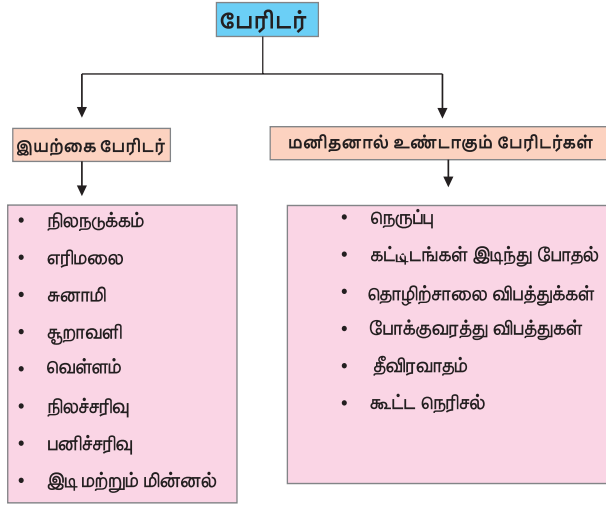 பேரிடர்
இயற்கை பேரிடர்
• நிலநடுக்கம்
• எரிமலை
• சுனாமி
• சூறாவளி
• வெள்ளம்
• நிலச்சரிவு
• பனிச்சரிவு
• இடி மற்றும் மின்னல்
மனிதனால் உண்டாகும் பேரிடர்கள்
• நெருப்பு
• கட்டிடங்கள் இடிந்து போதல்
• தொழிற்சாலை விபத்துக்கள்
• போக்குவரத்து விபத்துகள்
• தீவிரவாதம்
• கூட்ட நெரிசல்